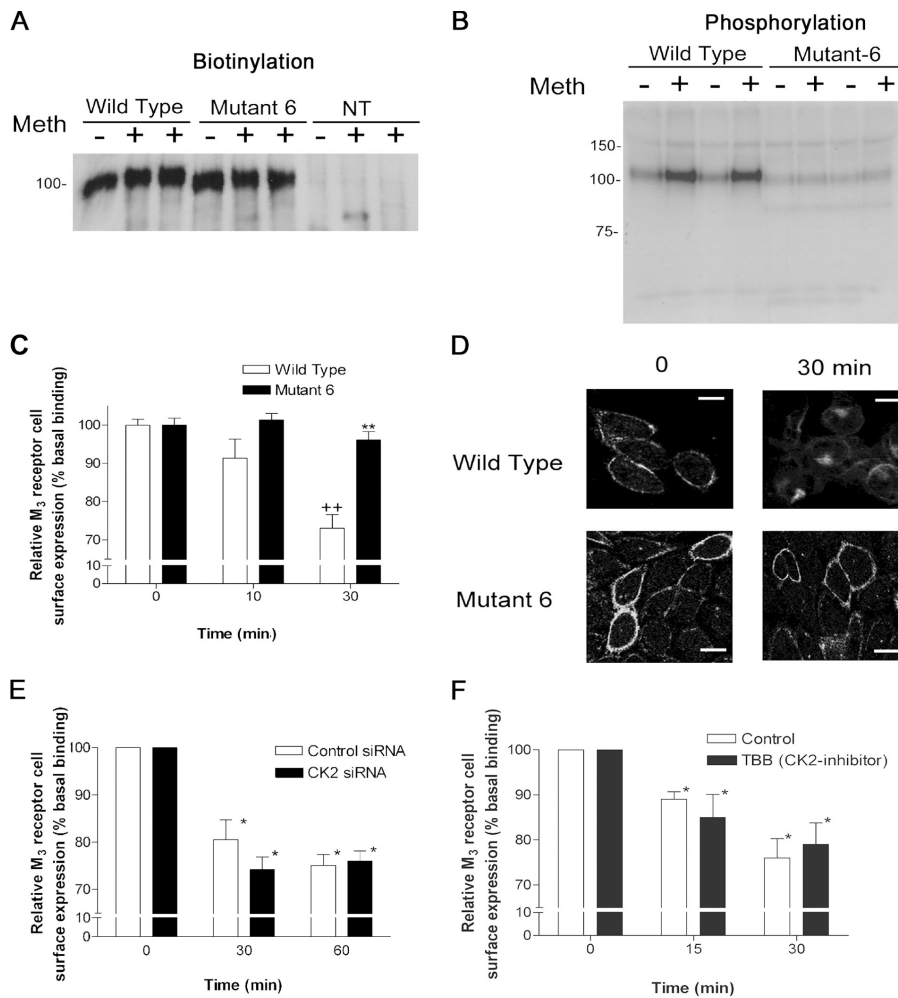 A
Biotinylation
Wild Type Mutant 6 NT
Meth - + + - + + - + +
100-
B
Phosphorylation
Wild Type Mutant-6
Meth - + - + - + - +
150-
100-
75-
C
Wild Type
Mutant 6
Relative M3 receptor cell
surface expression (% basal binding)
100
90
80
70
10
0
++
**
0 10 30
Time (min)
D
0 30 min
Wild Type
Mutant 6
E
Control siRNA
CK2 siRNA
Relative M3 receptor cell
surface expression (% basal binding)
100
90
80
70
10
0
* * * *
0 30 60
Time (min)
F
Control
TBB (CK2-inhibitor)
Relative M3 receptor cell
surface expression (% basal binding)
100
90
80
70
10
0
* * * *
0 15 30
Time (min)